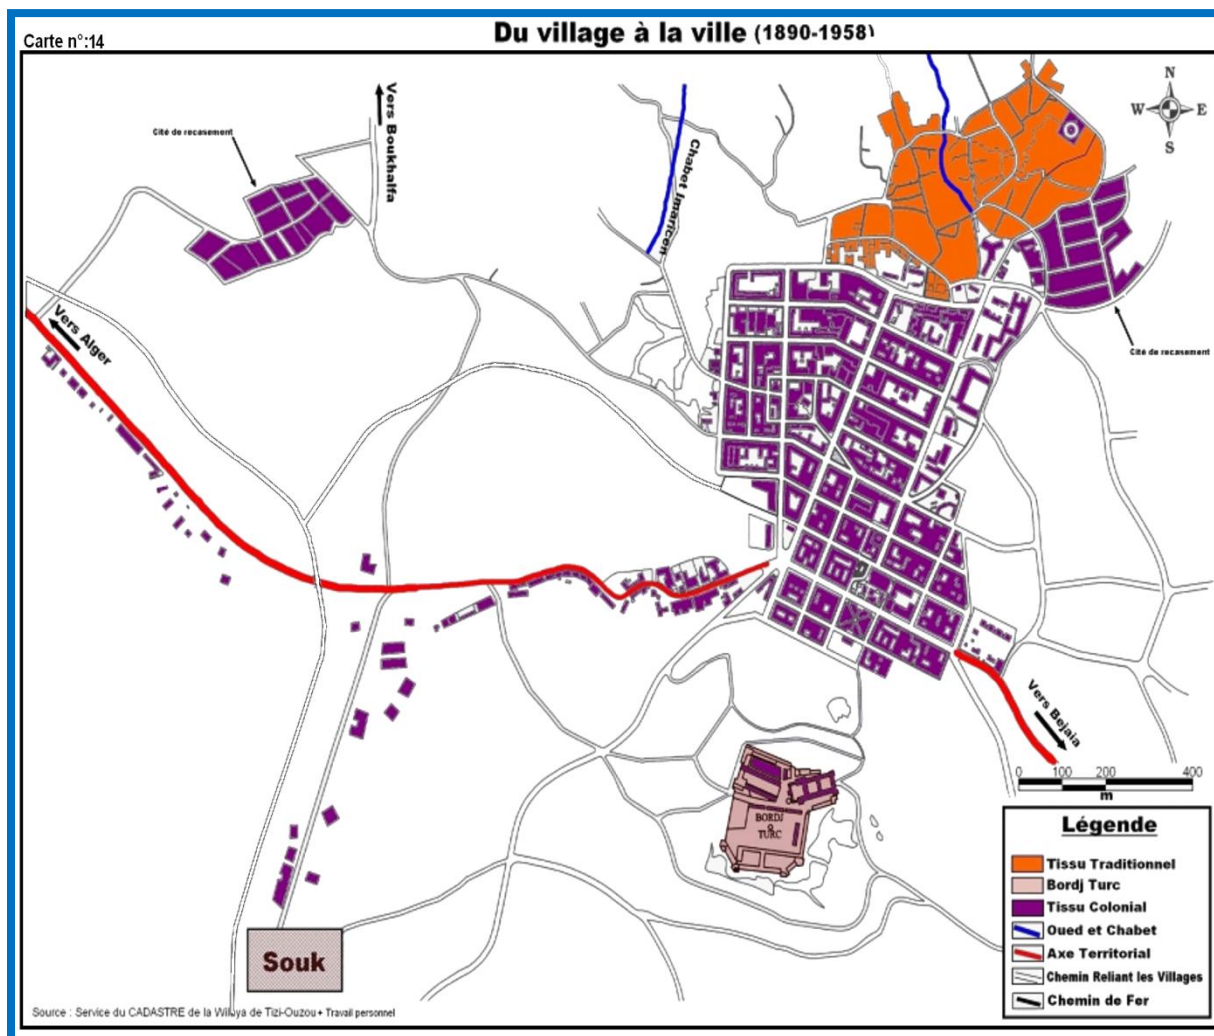 Carte n°:14
Du village à la ville (1890-1958)
N
W E
S
Cité de recasement
Vers Boukhalfa
Chabet Imaricen
Vers Alger
Cité de recasement
Vers Bejaia
0 100 200 400
m
BORDJ
TURC
Souk
Légende
Tissu Traditionnel
Bordj Turc
Tissu Colonial
Oued et Chabet
Axe Territorial
Chemin Reliant les Villages
Chemin de Fer
Source : Service du CADASTRE de la Wilaya de Tizi-Ouzou + Travail personnel